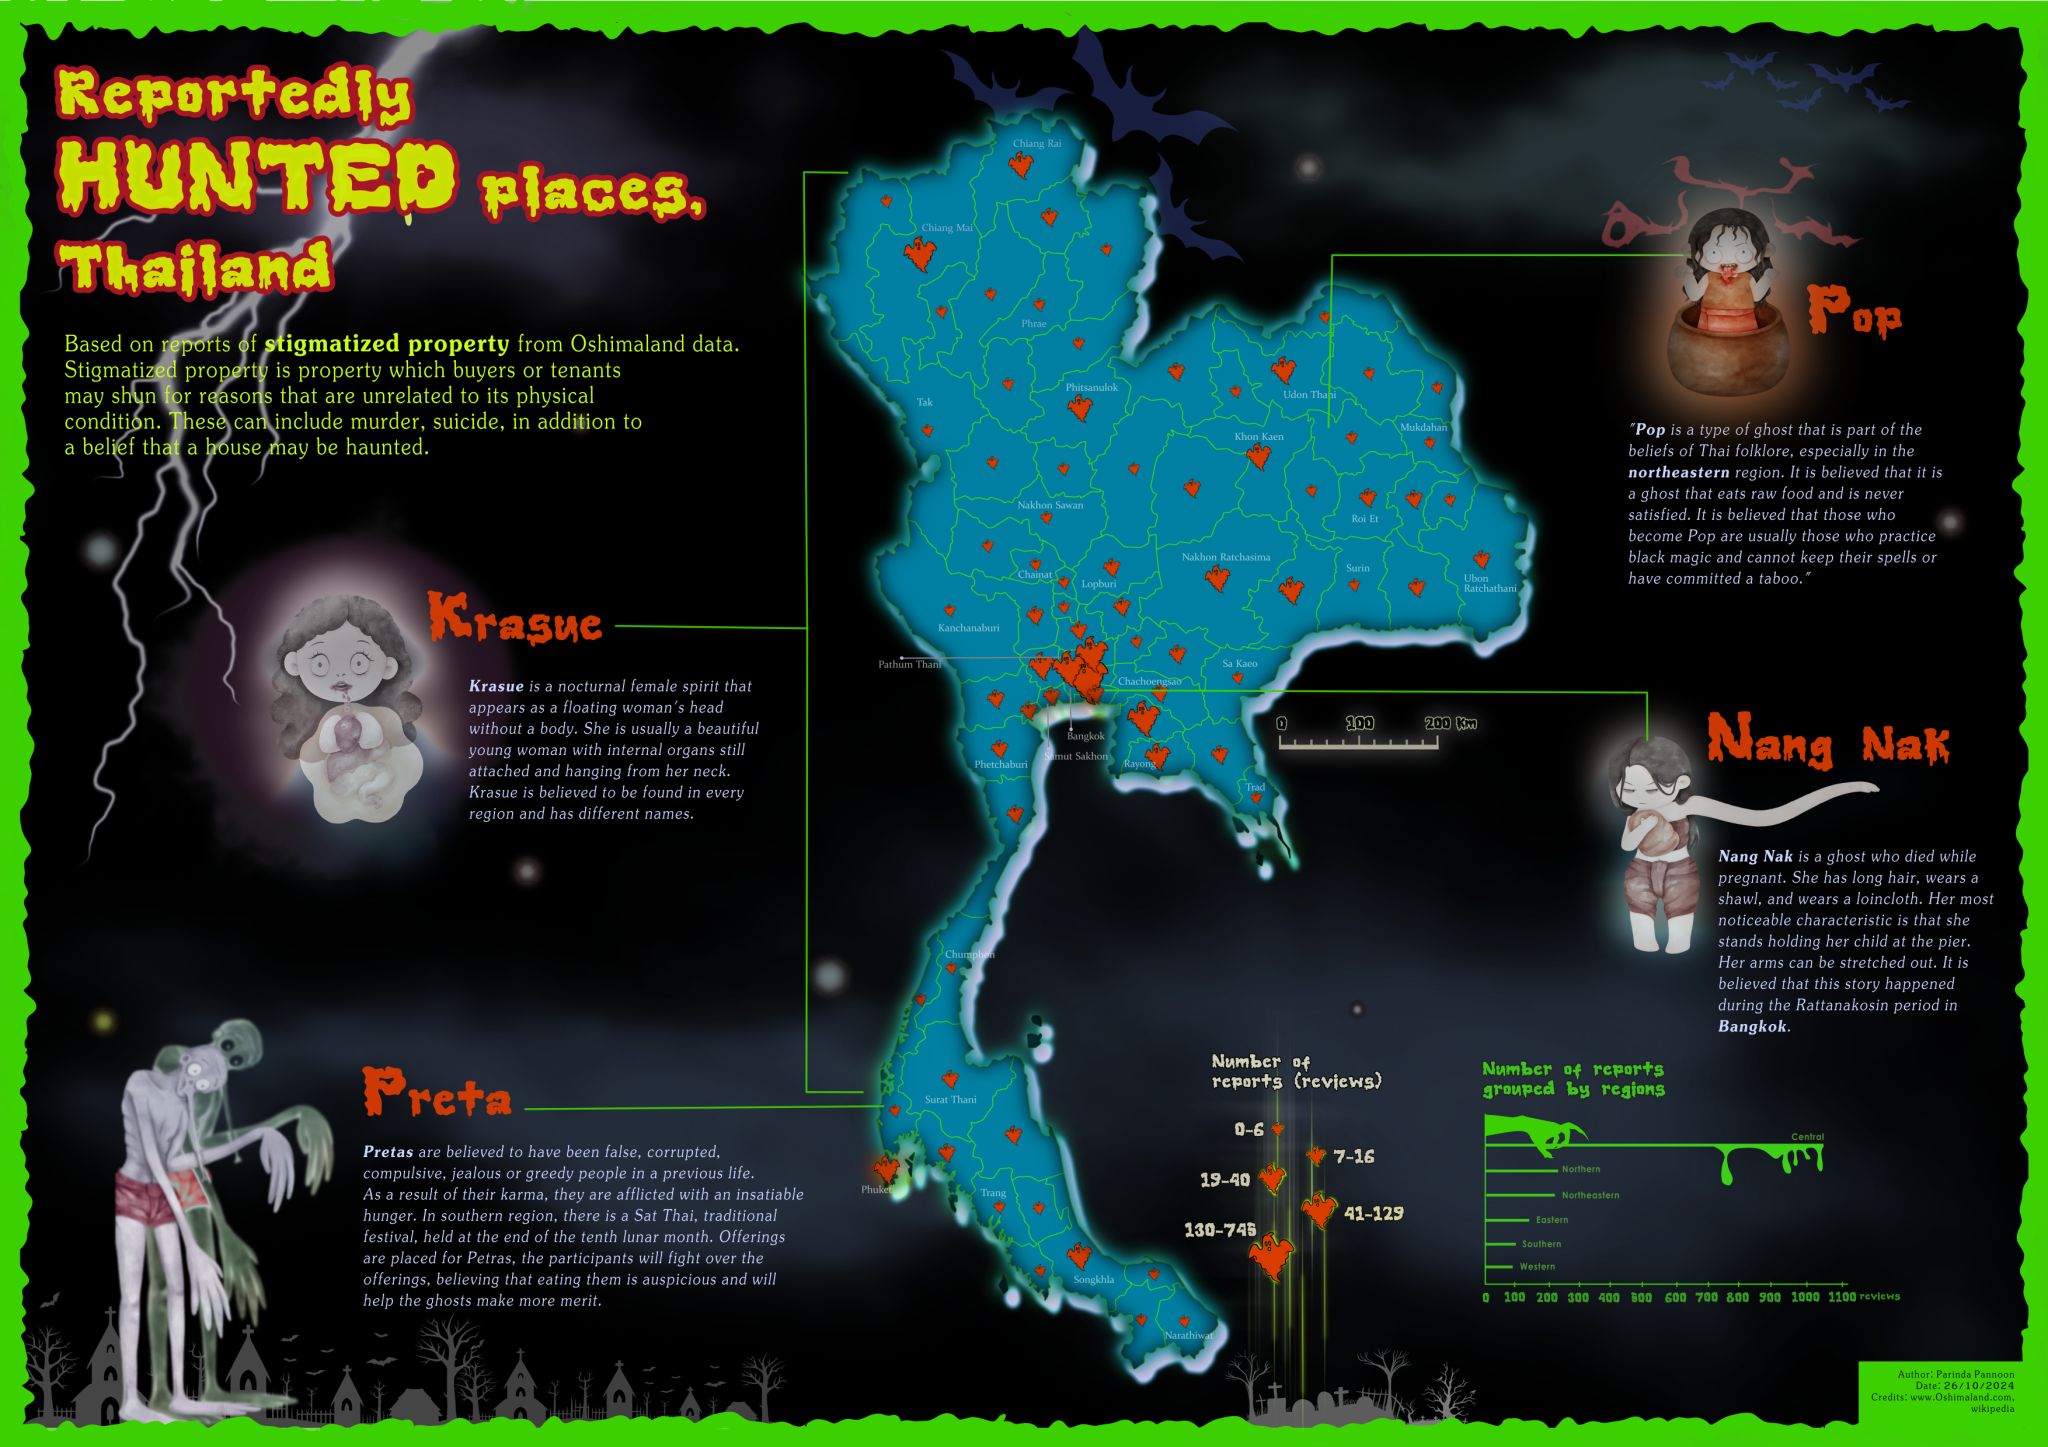 Reportedly
HUNTED places,
Thailand
Based on reports of stigmatized property from Oshimaland data.
Stigmatized property is property which buyers or tenants
may shun for reasons that are unrelated to its physical
condition. These can include murder, suicide, in addition to
a belief that a house may be haunted.
Krasue
Krasue is a nocturnal female spirit that
appears as a floating woman's head
without a body. She is usually a beautiful
young woman with internal organs still
attached and hanging from her neck.
Krasue is believed to be found in every
region and has different names.
Preta
Pretas are believed to have been false, corrupted,
compulsive, jealous or greedy people in a previous life.
As a result of their karma, they are afflicted with an insatiable
hunger. In southern region, there is a Sat Thai, traditional
festival, held at the end of the tenth lunar month. Offerings
are placed for Petras, the participants will fight over the
offerings, believing that eating them is auspicious and will
help the ghosts make more merit.
Chiang Rai
Chiang Mai
Phrae
Phitsanulok
Tak
Udon Thani
Mukdahan
Khon Kaen
Nakhon Sawan
Roi Et
Nakhon Ratchasima
Chainat
Lopburi
Surin
Ubon
Ratchathani
Kanchanaburi
Pathum Thani
Sa Kaeo
Chachoengsao
Bangkok
Samut Sakhon
Phetchaburi
Rayong
Trad
Chumphon
Surat Thani
Phuket
Trang
Songkhla
Narathiwat
0 100 200 Km
Pop
"Pop is a type of ghost that is part of the
beliefs of Thai folklore, especially in the
northeastern region. It is believed that it is
a ghost that eats raw food and is never
satisfied. It is believed that those who
become Pop are usually those who practice
black magic and cannot keep their spells or
have committed a taboo."
Nang Nak
Nang Nak is a ghost who died while
pregnant. She has long hair, wears a
shawl, and wears a loincloth. Her most
noticeable characteristic is that she
stands holding her child at the pier.
Her arms can be stretched out. It is
believed that this story happened
during the Rattanakosin period in
Bangkok.
Number of
reports (reviews)
0-6
7-16
19-40
41-129
130-745
Number of reports
grouped by regions
Central
Northern
Northeastern
Eastern
Southern
Western
0 100 200 300 400 500 600 700 800 900 1000 1100 reviews
Author: Parinda Pannoon
Date: 26/10/2024
Credits: www.Oshimaland.com,
wikipedia